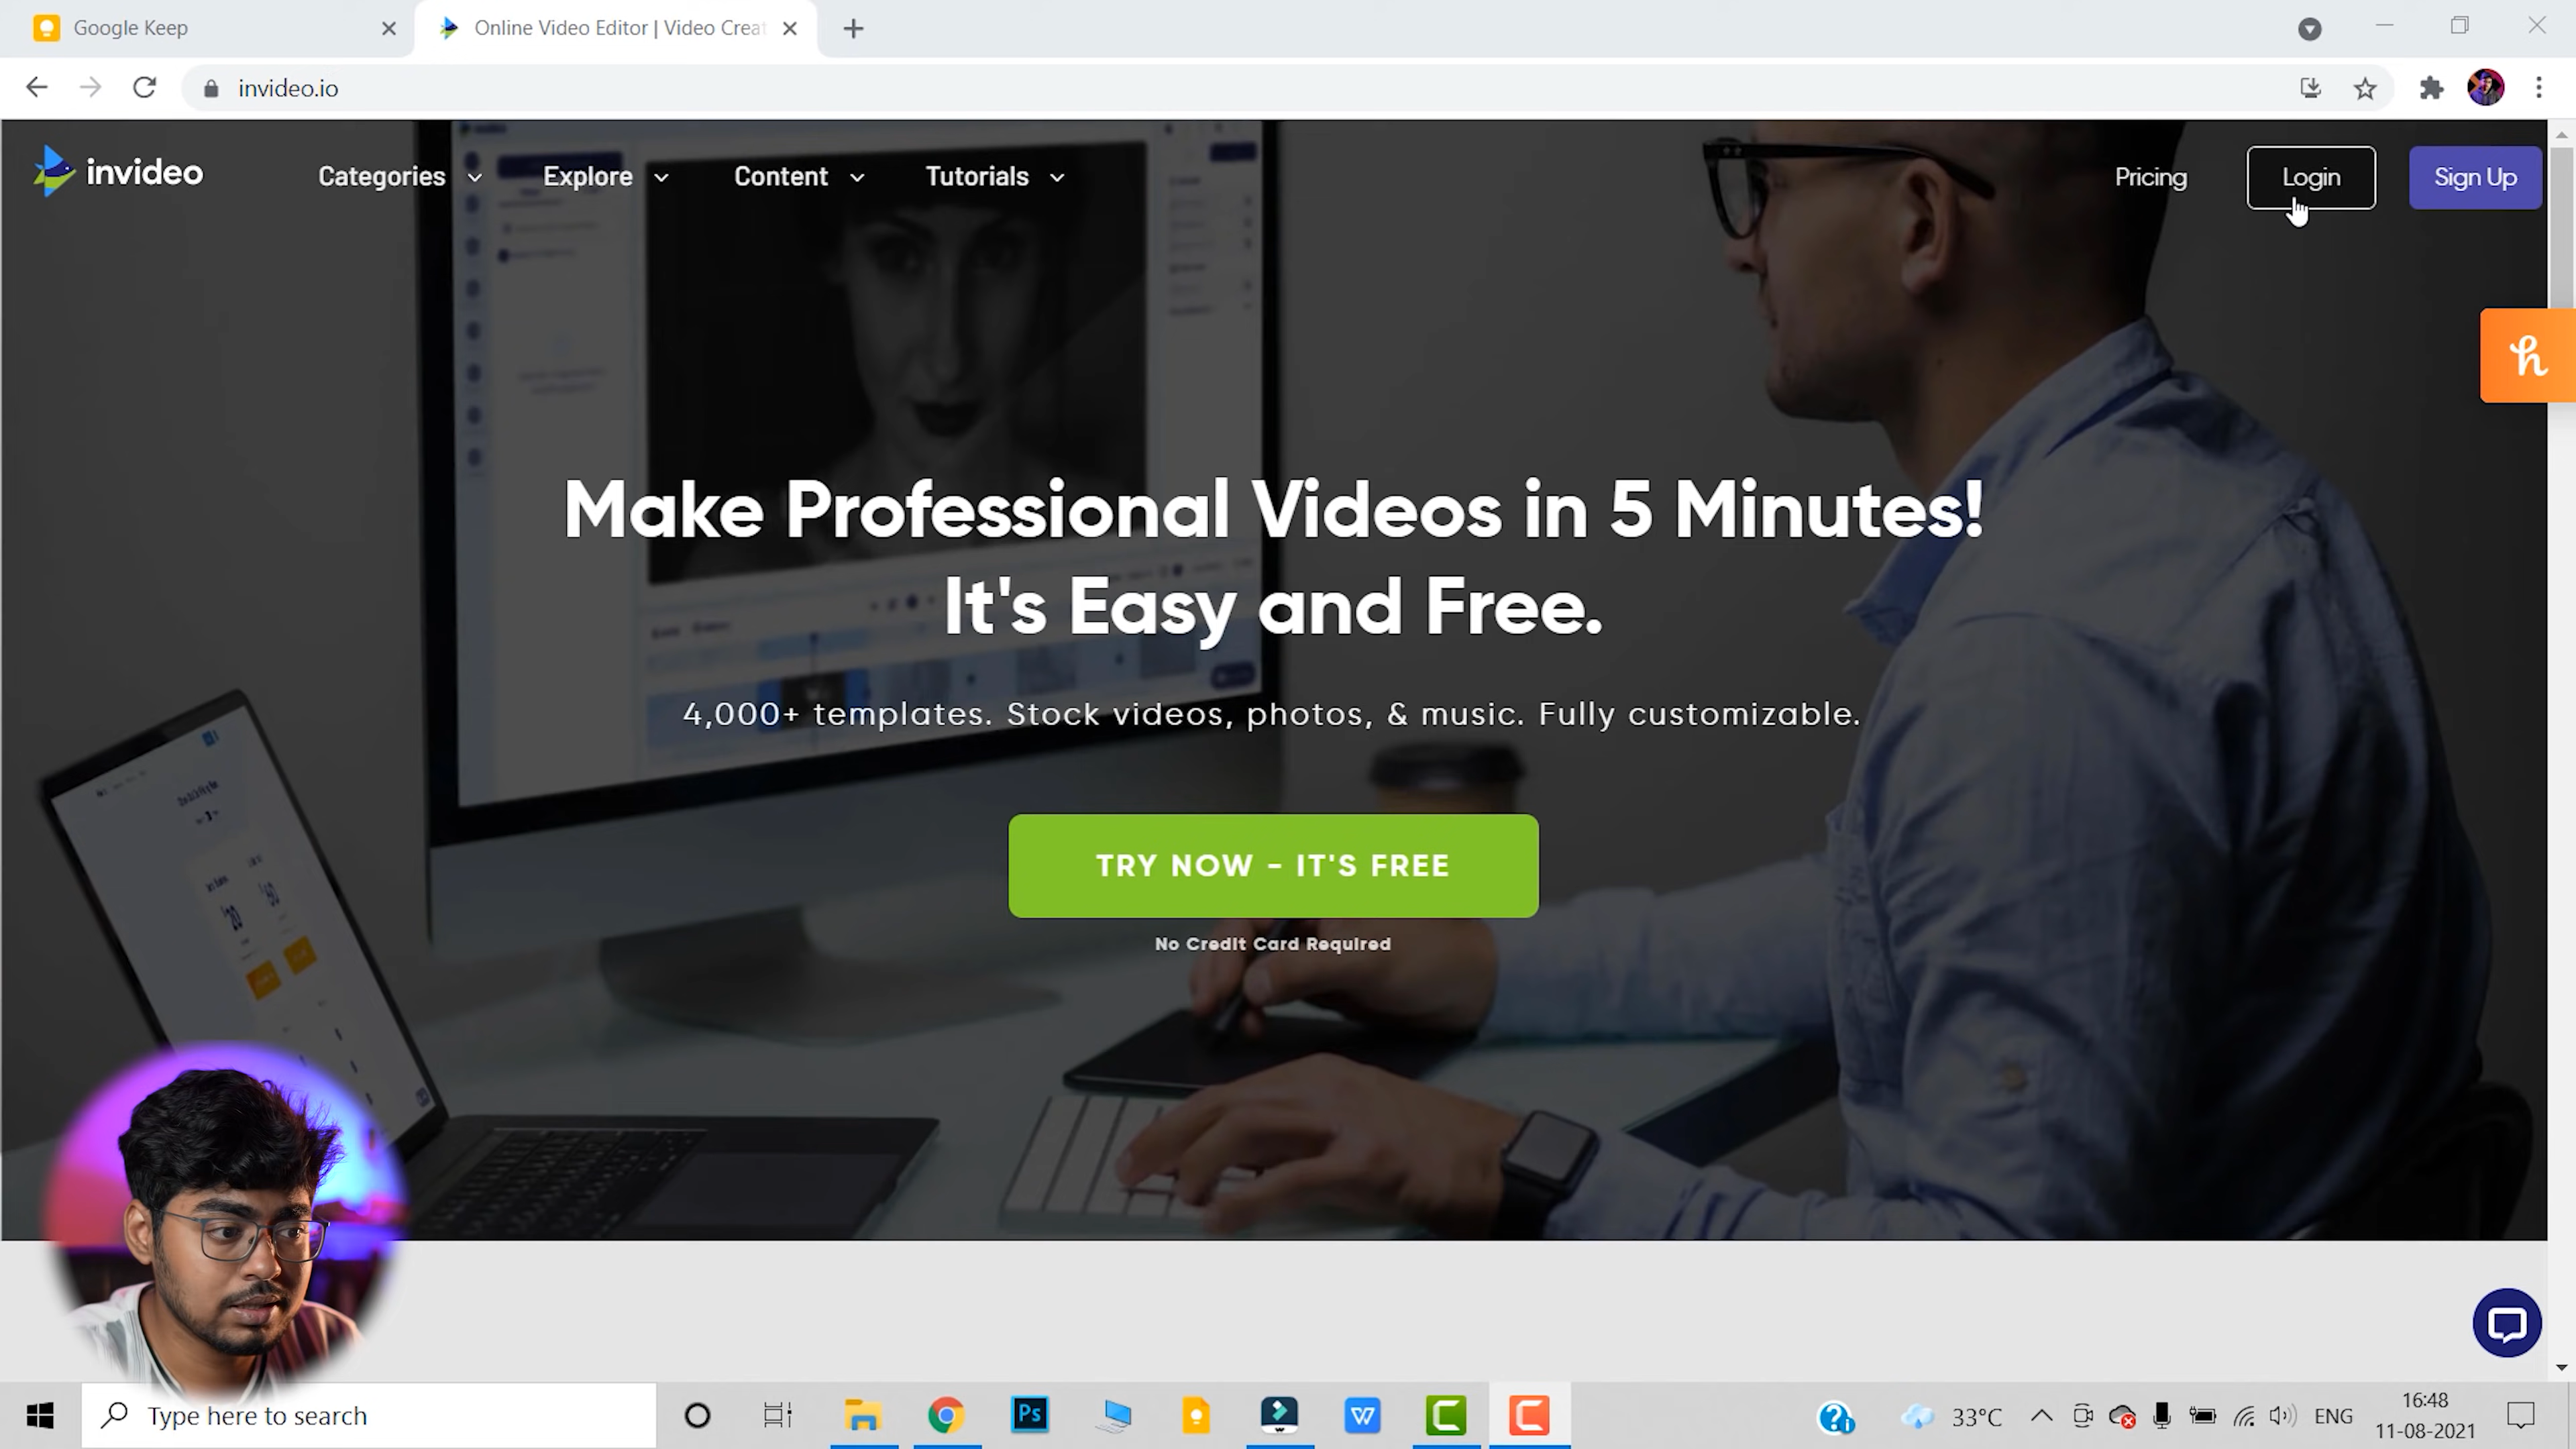 Google Keep
Online Video Editor | Video Creat
invideo.io
invideo
Categories
Explore
Content
Tutorials
Pricing
Login
Sign Up
Make Professional Videos in 5 Minutes!
It's Easy and Free.
4,000+ templates. Stock videos, photos, & music. Fully customizable.
TRY NOW - IT'S FREE
No Credit Card Required
Type here to search
Ps
33°C
ENG
16:48
11-08-2021